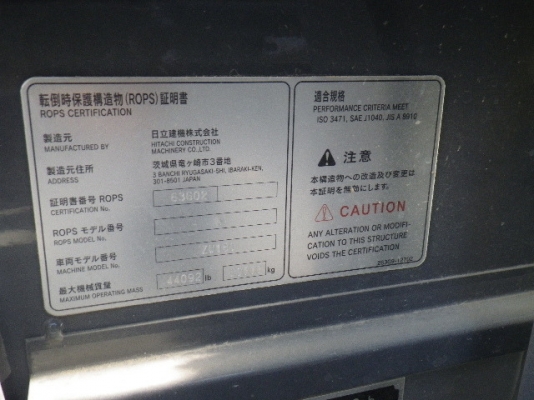 転倒時保護構造物(ROPS)証明書
ROPS CERTIFICATION
製造元
MANUFACTURED BY
日立建機株式会社
HITACHI CONSTRUCTION
MACHINERY CO.,LTD.
製造元住所
ADDRESS
茨城県竜ヶ崎市3番地
3 BANCHI RYUGASAKI-SHI, IBARAKI-KEN,
301-8501 JAPAN
証明書番号 ROPS
CERTIFICATION No.
ROPS モデル番号
ROPS MODEL No.
車両モデル番号
MACHINE MODEL No.
最大機械質量
MAXIMUM OPERATING MASS
44092 lb
kg
適合規格
PERFORMANCE CRITERIA MEET
ISO 3471, SAE J1040, JIS A 8910
注意
本構造物への改造及び変更は
本証明を無効にします。
CAUTION
ANY ALTERATION OR MODIFI-
CATION TO THIS STRUCTURE
VOIDS THE CERTIFICATION